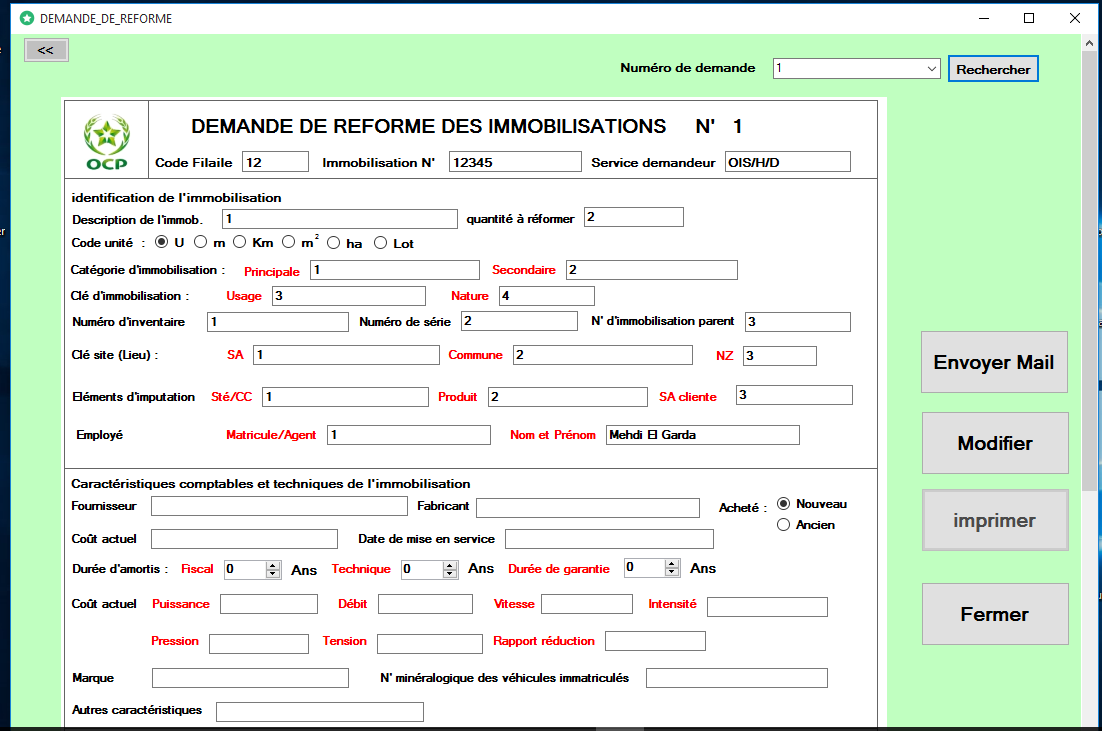 DEMANDE_DE_REFORME
<<
Numéro de demande 1 Rechercher
DEMANDE DE REFORME DES IMMOBILISATIONS N' 1
OCP
Code Filaile 12 Immobilisation N' 12345 Service demandeur OIS/H/D
identification de l'immobilisation
Description de l'immob. 1 quantité à réformer 2
Code unité : U m Km m² ha Lot
Catégorie d'immobilisation : Principale 1 Secondaire 2
Clé d'immobilisation : Usage 3 Nature 4
Numéro d'inventaire 1 Numéro de série 2 N' d'immobilisation parent 3
Clé site (Lieu) : SA 1 Commune 2 NZ 3
Eléments d'imputation Sté/CC 1 Produit 2 SA cliente 3
Employé Matricule/Agent 1 Nom et Prénom Mehdi El Garda
Envoyer Mail
Modifier
imprimer
Fermer
Caractéristiques comptables et techniques de l'immobilisation
Fournisseur Fabricant Acheté : Nouveau
Ancien
Coût actuel Date de mise en service
Durée d'amortis : Fiscal 0 Ans Technique 0 Ans Durée de garantie 0 Ans
Coût actuel Puissance Débit Vitesse Intensité
Pression Tension Rapport réduction
Marque N' minéralogique des véhicules immatriculés
Autres caractéristiques